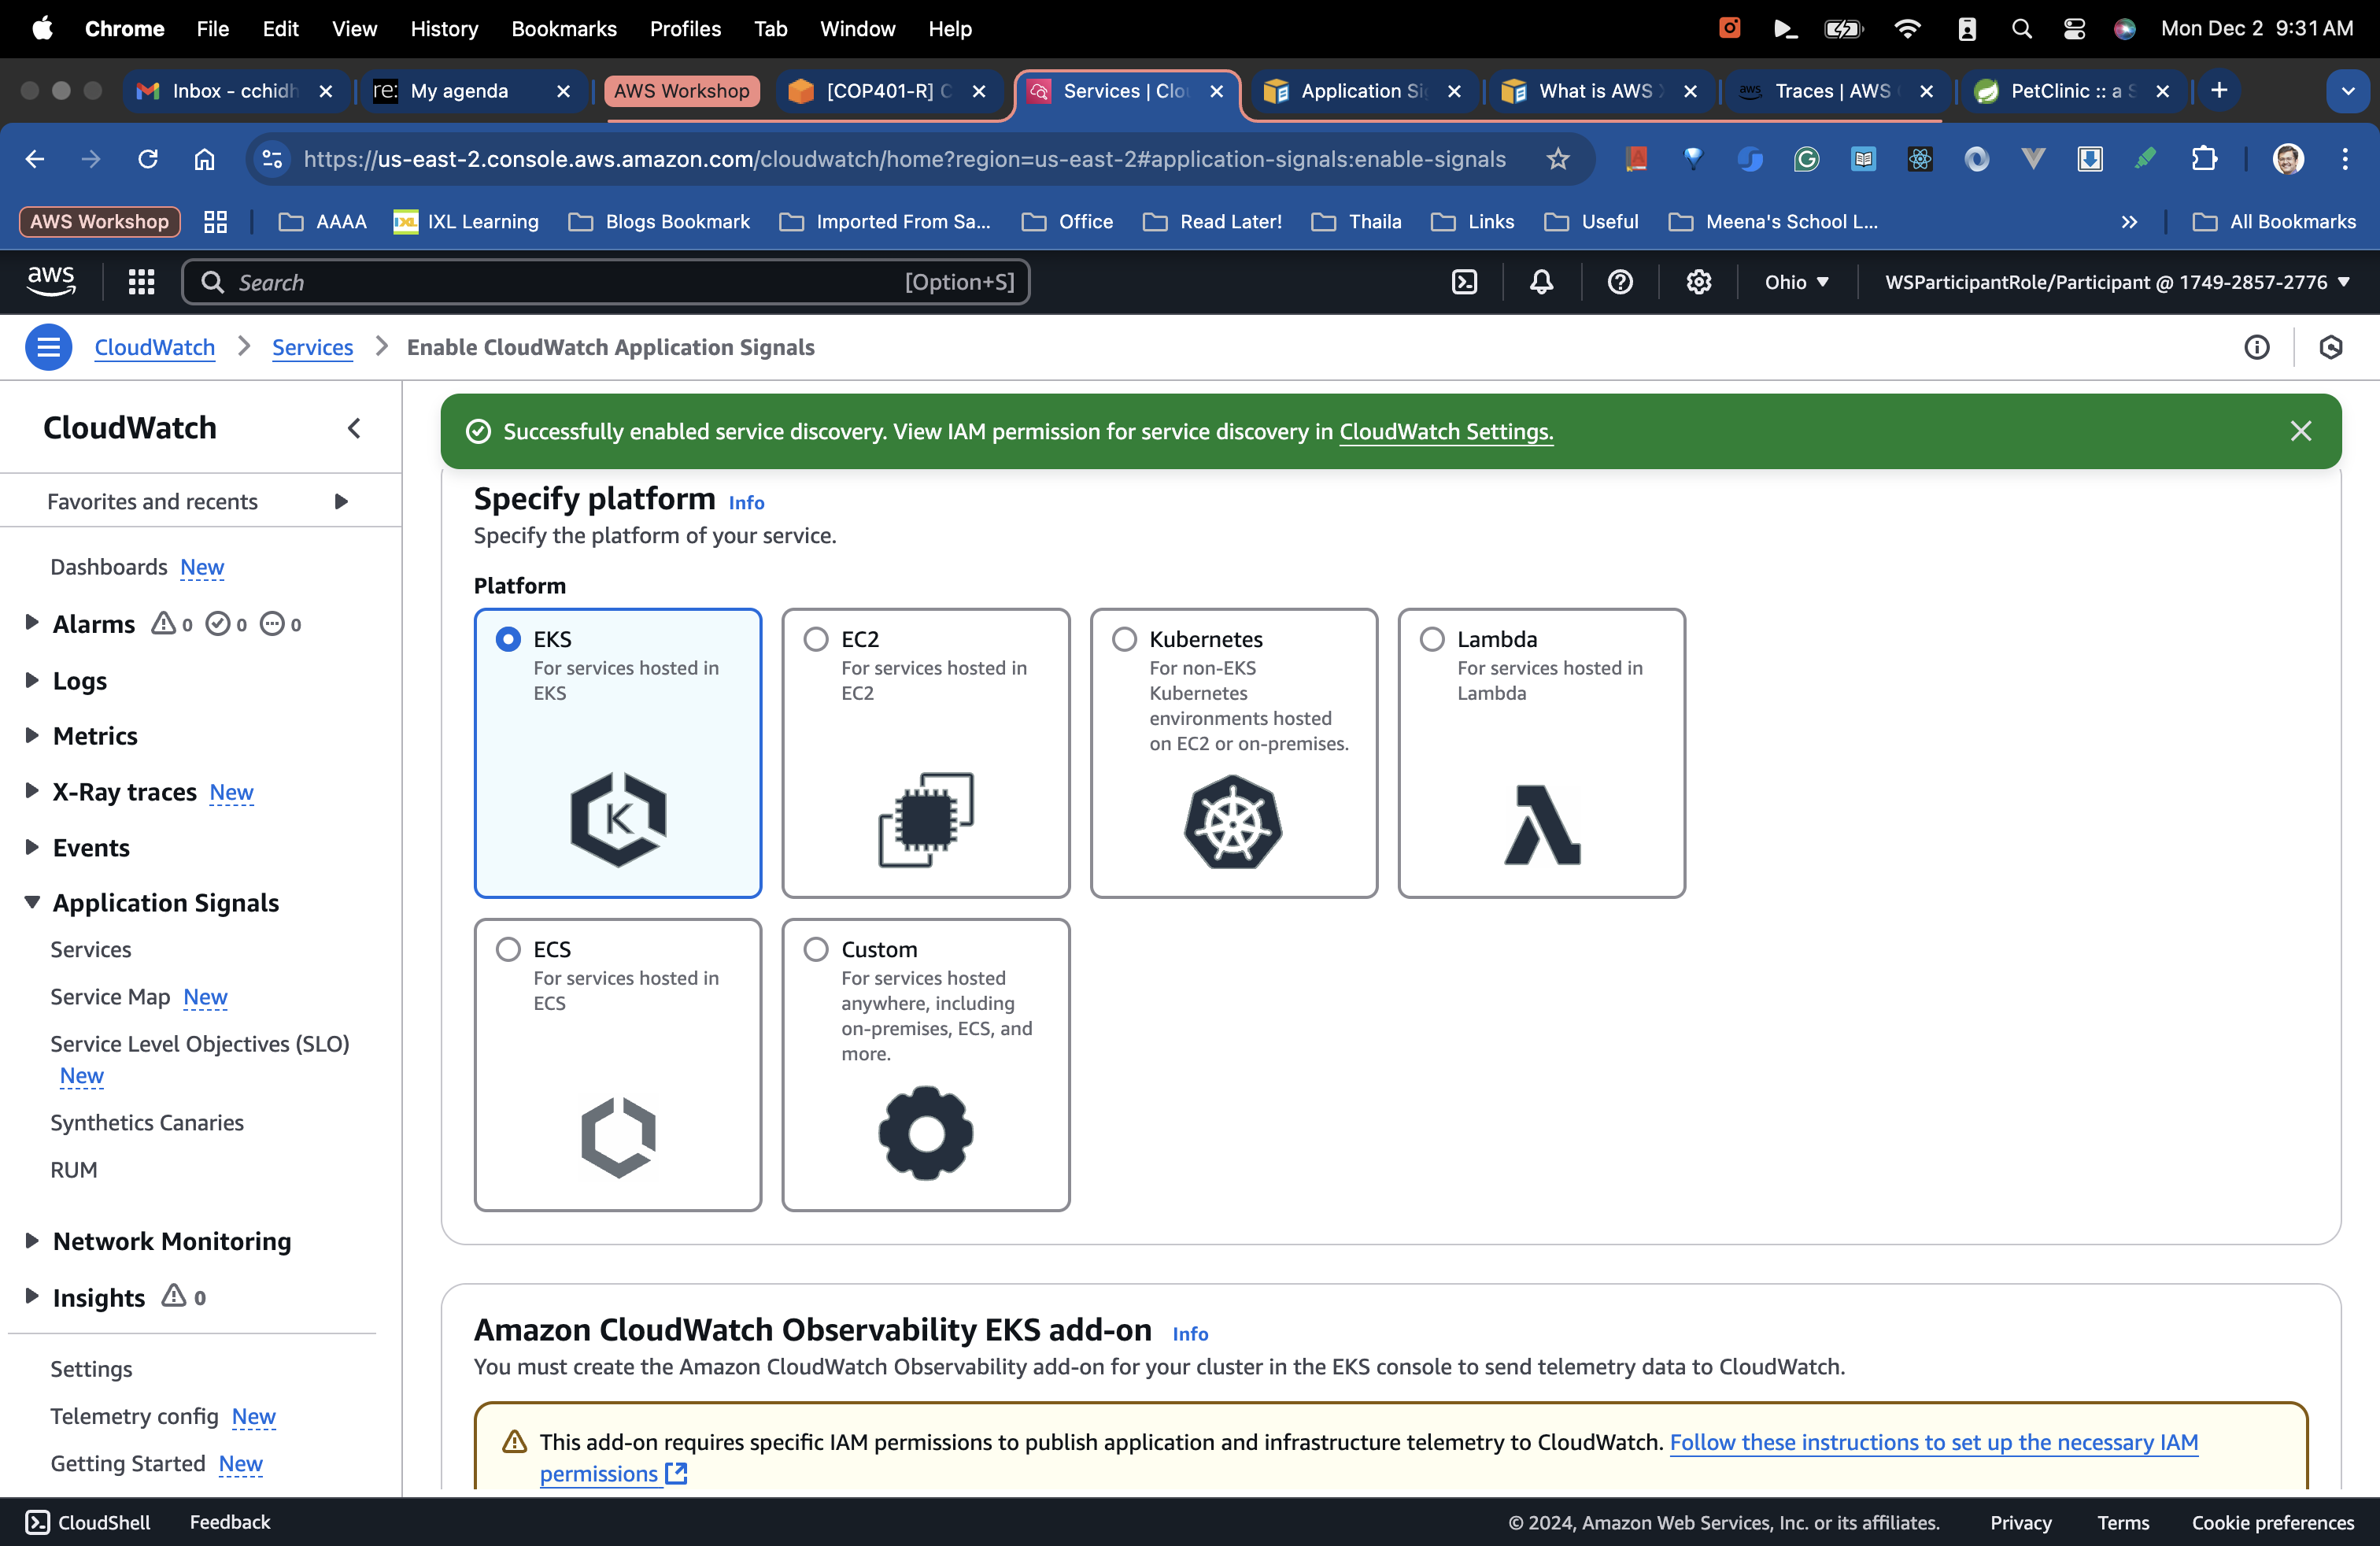 Chrome File Edit View History Bookmarks Profiles Tab Window Help Mon Dec 2 9:31 AM
Inbox - cchidh re: My agenda AWS Workshop [COP401-R] C Services | Clou Application Si What is AWS Traces | AWS PetClinic :: a S
https://us-east-2.console.aws.amazon.com/cloudwatch/home?region=us-east-2#application-signals:enable-signals
AWS Workshop AAAA IXL Learning Blogs Bookmark Imported From Sa... Office Read Later! Thaila Links Useful Meena's School L... » All Bookmarks
aws Search [Option+S] Ohio WSParticipantRole/Participant @ 1749-2857-2776
CloudWatch Services Enable CloudWatch Application Signals
CloudWatch
Favorites and recents
Dashboards New
Alarms 0 0 0
Logs
Metrics
X-Ray traces New
Events
Application Signals
Services
Service Map New
Service Level Objectives (SLO)
New
Synthetics Canaries
RUM
Network Monitoring
Insights 0
Settings
Telemetry config New
Getting Started New
Successfully enabled service discovery. View IAM permission for service discovery in CloudWatch Settings.
Specify platform Info
Specify the platform of your service.
Platform
EKS
For services hosted in
EKS
EC2
For services hosted in
EC2
Kubernetes
For non-EKS
Kubernetes
environments hosted
on EC2 or on-premises.
Lambda
For services hosted in
Lambda
ECS
For services hosted in
ECS
Custom
For services hosted
anywhere, including
on-premises, ECS, and
more.
Amazon CloudWatch Observability EKS add-on Info
You must create the Amazon CloudWatch Observability add-on for your cluster in the EKS console to send telemetry data to CloudWatch.
This add-on requires specific IAM permissions to publish application and infrastructure telemetry to CloudWatch. Follow these instructions to set up the necessary IAM
permissions
CloudShell Feedback © 2024, Amazon Web Services, Inc. or its affiliates. Privacy Terms Cookie preferences